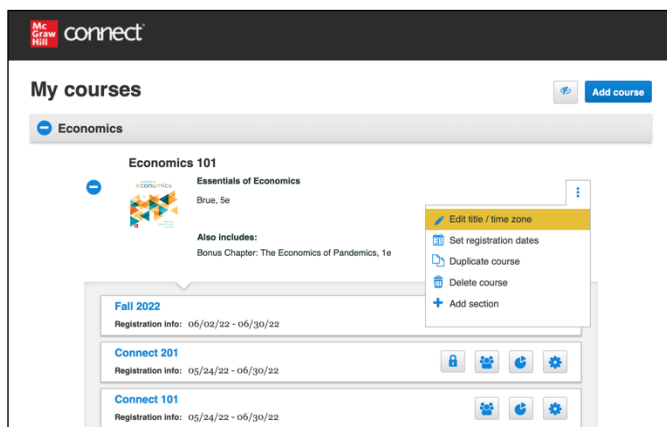 Mc
Graw
Hill
connect
My courses
Add course
Economics
Economics 101
Essentials of Economics
economics
Brue, 5e
Also includes:
Bonus Chapter: The Economics of Pandemics, 1e
Edit title / time zone
31
Set registration dates
Duplicate course
Delete course
Add section
Fall 2022
Registration info: 06/02/22 - 06/30/22
Connect 201
Registration info: 05/24/22 - 06/30/22
Connect 101
Registration info: 05/24/22 - 06/30/22